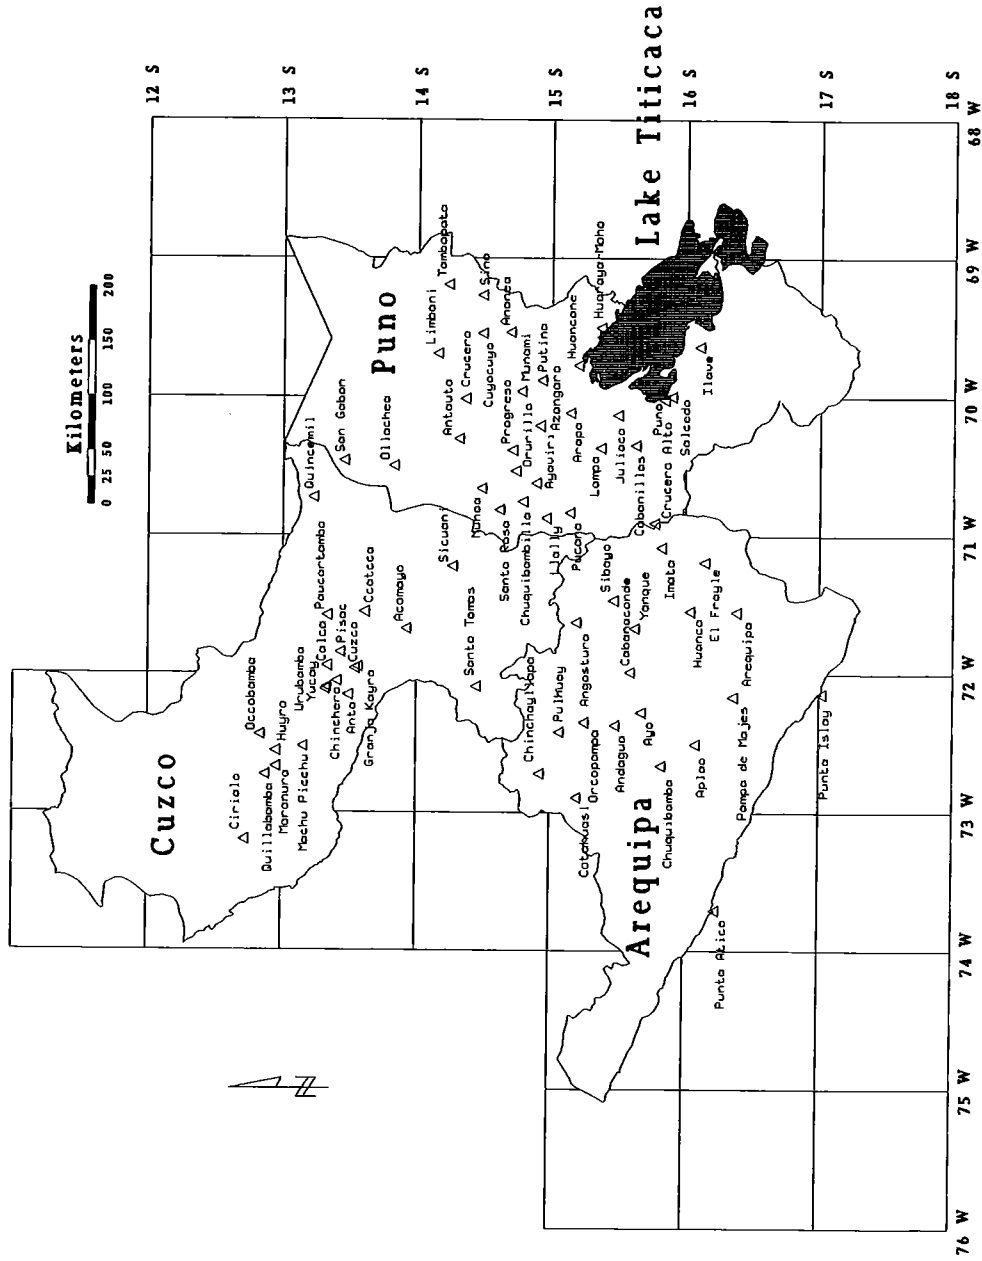 Kilometers
0 25 50 100 150 200
12 S
13 S
14 S
15 S
16 S
17 S
18 S
76 W
75 W
74 W
73 W
72 W
71 W
70 W
69 W
68 W
N
Cuzco
Puno
Arequipa
Lake Titicaca
Cirialo
Occobamba
Quillabamba
Huyro
Maranura
Machu Picchu
Urubamba
Yucay
Calca
Paucartambo
Pisac
Cuzco
Chinchero
Anta
Granja Kayra
Ccatcca
Acomayo
Quincemil
San Gaban
Ollachea
Sicuani
Santo Tomas
Limbani
Tambopata
Sina
Crucero
Cuyocuyo
Ananea
Antauta
Progreso
Munami
Putina
Orurillo
Azangaro
Ayaviri
Nunoa
Santa Rosa
Chuquibambilla
Llally
Pucara
Arapa
Huancane
Huaraya-Moho
Lampa
Juliaca
Cabanillas
Puno
Salcedo
Ilave
Crucero Alto
Chinchayllapa
Pulhuay
Angostura
Sibayo
Cabanaconde
Yanque
Imata
Orcopampa
Cotahuasi
Andagua
Ayo
Chuquibamba
Aplao
Huanca
El Frayle
Arequipa
Pampa de Majes
Punta Islay
Punta Atico